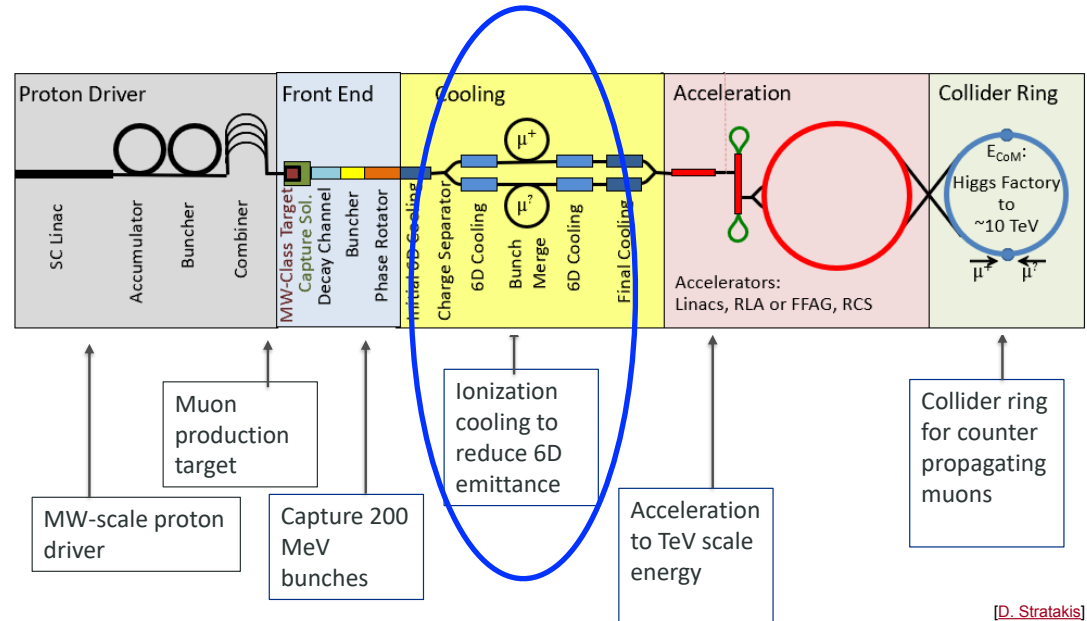 Proton Driver
Front End
Cooling
Acceleration
Collider Ring
SC Linac
Accumulator
Buncher
Combiner
MW-Class Target
Capture Sol.
Decay Channel
Buncher
Phase Rotator
Initial 6D Cooling
Charge Separator
6D Cooling
Bunch
Merge
6D Cooling
Final Cooling
μ+
μ?
Accelerators:
Linacs, RLA or FFAG, RCS
ECoM:
Higgs Factory
to
~10 TeV
μ+
μ?
MW-scale proton
driver
Muon
production
target
Capture 200
MeV
bunches
Ionization
cooling to
reduce 6D
emittance
Acceleration
to TeV scale
energy
Collider ring
for counter
propagating
muons
[D. Stratakis]